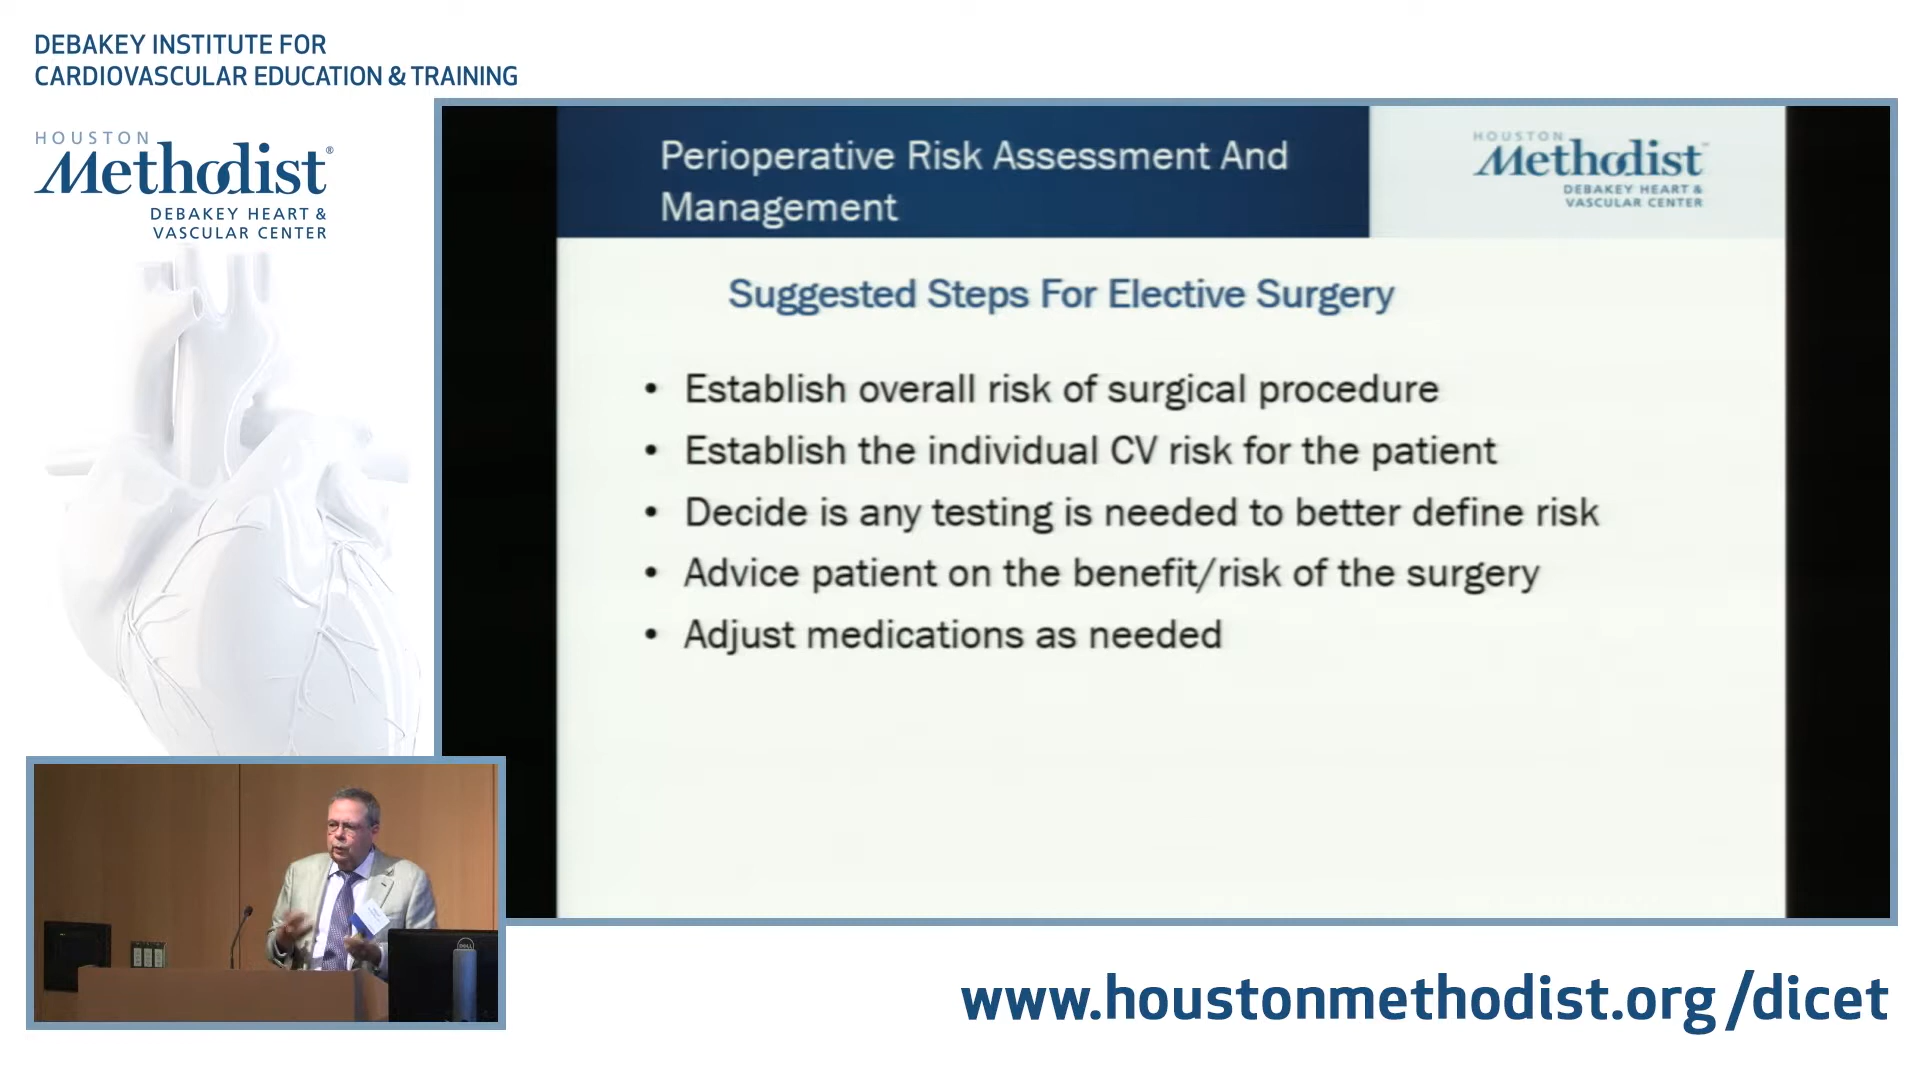 DEBAKEY INSTITUTE FOR
CARDIOVASCULAR EDUCATION & TRAINING
HOUSTON
Methodist®
DEBAKEY HEART &
VASCULAR CENTER
Perioperative Risk Assessment And
Management
HOUSTON
Methodist
DEBAKEY HEART &
VASCULAR CENTER
Suggested Steps For Elective Surgery
• Establish overall risk of surgical procedure
• Establish the individual CV risk for the patient
• Decide is any testing is needed to better define risk
• Advice patient on the benefit/risk of the surgery
• Adjust medications as needed
DELL
www.houstonmethodist.org/dicet